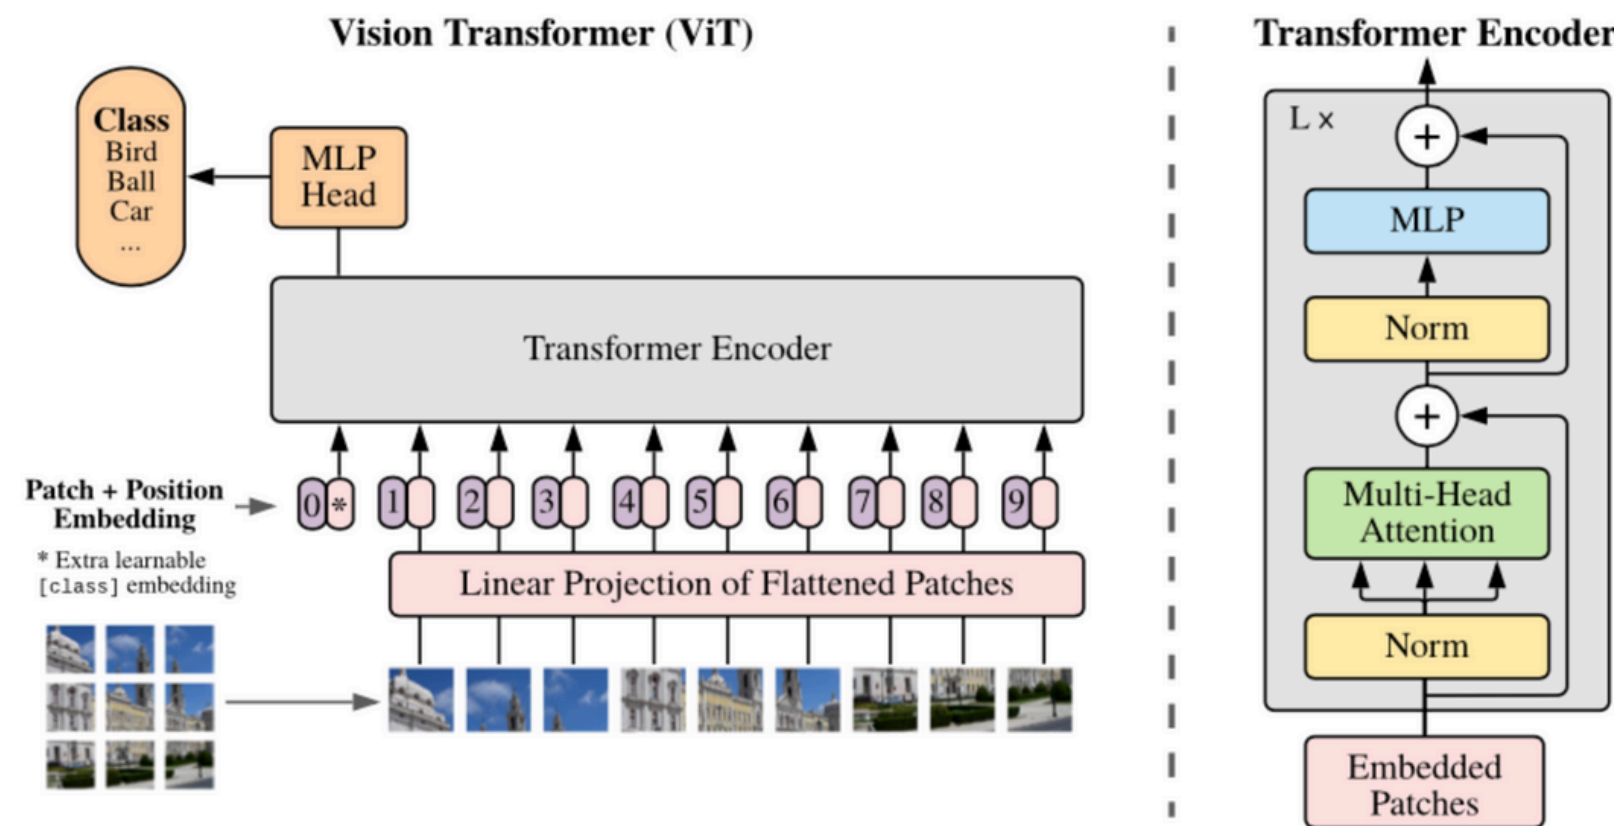 Vision Transformer (ViT)
Class
Bird
Ball
Car
...
MLP
Head
Transformer Encoder
Patch + Position
Embedding
0 * 1 2 3 4 5 6 7 8 9
* Extra learnable
[class] embedding
Linear Projection of Flattened Patches
Transformer Encoder
L x
+
MLP
Norm
+
Multi-Head
Attention
Norm
Embedded
Patches